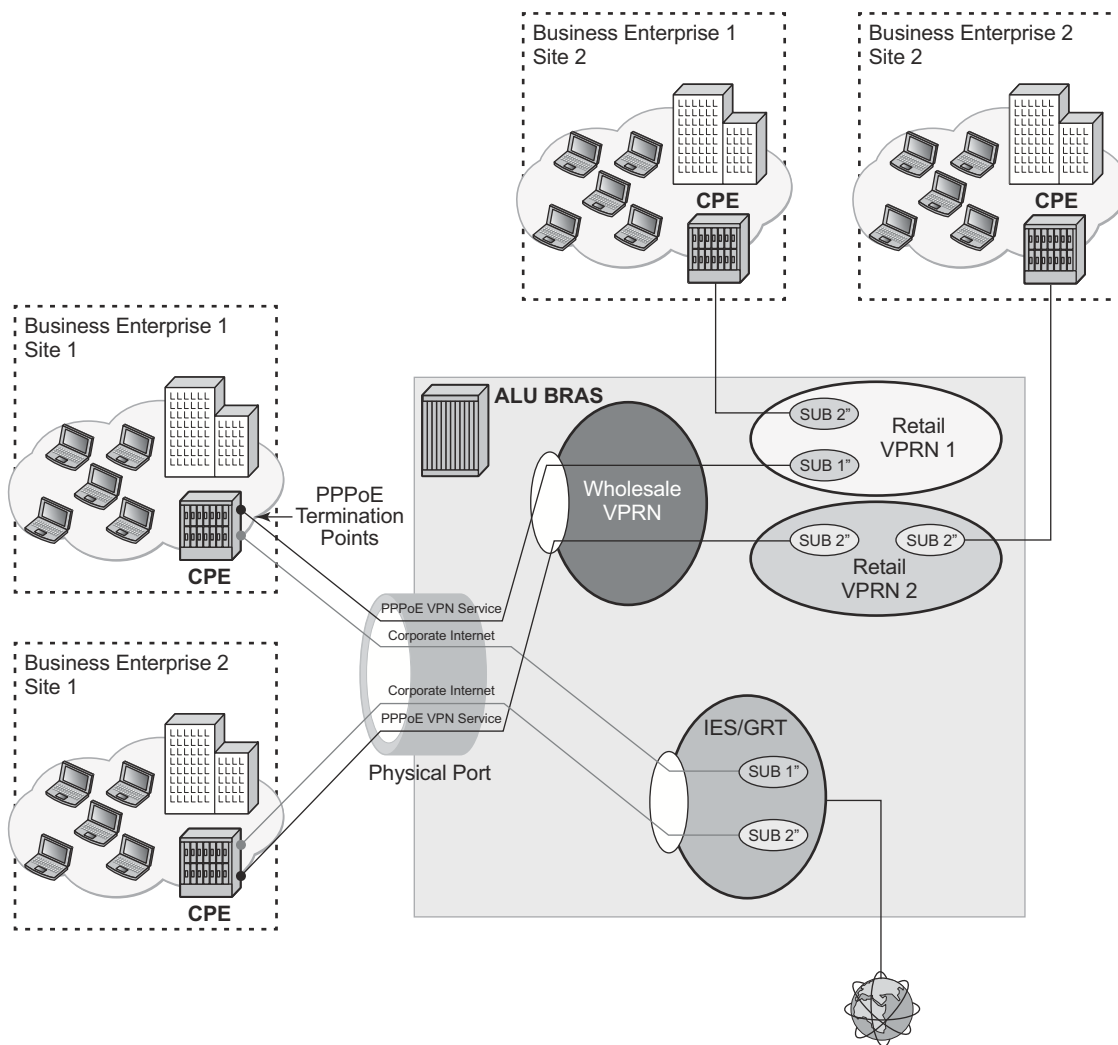 Business Enterprise 1
Site 2
CPE
Business Enterprise 2
Site 2
CPE
Business Enterprise 1
Site 1
CPE
PPPoE
Termination
Points
ALU BRAS
Wholesale
VPRN
SUB 2”
SUB 1”
Retail
VPRN 1
SUB 2”
SUB 2”
Retail
VPRN 2
PPPoE VPN Service
Corporate Internet
Corporate Internet
PPPoE VPN Service
Physical Port
Business Enterprise 2
Site 1
CPE
IES/GRT
SUB 1”
SUB 2”